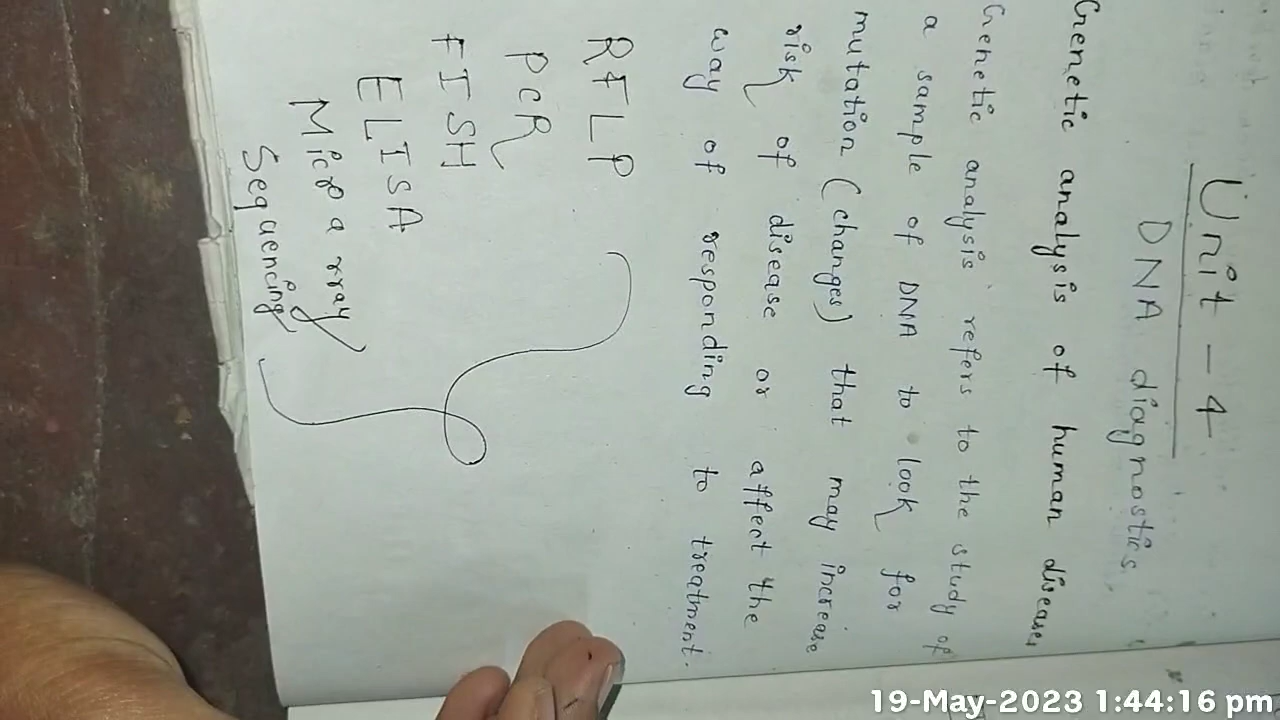 Unit - 4
DNA diagnostics
Genetic analysis of human diseases
Genetic analysis refers to the study of
a sample of DNA to look for
mutation (changes) that may increase
risk of disease or affect the
way of responding to treatment.
RFLP
PCR
FISH
ELISA
Micro array
Sequencing
19-May-2023 1:44:16 pm